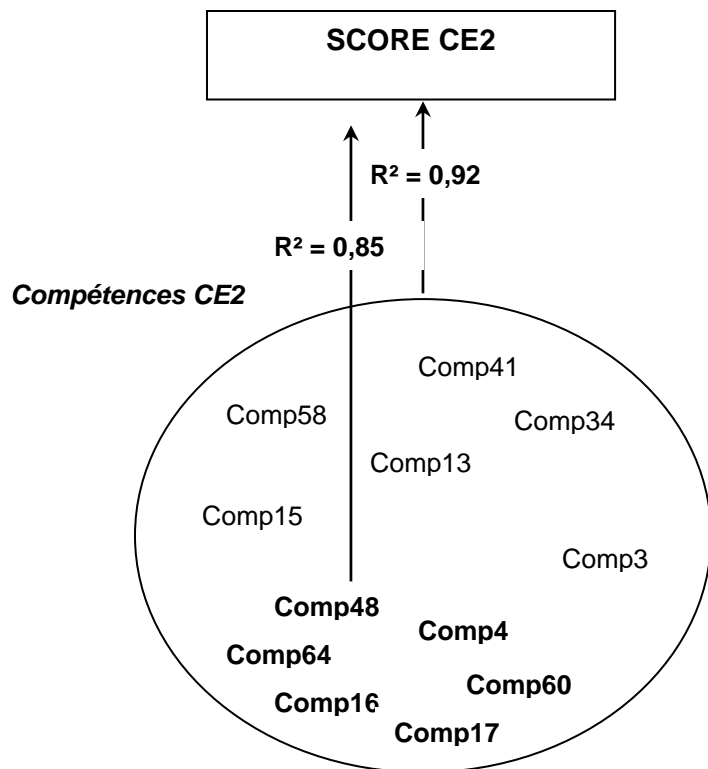 SCORE CE2
R² = 0,92
R² = 0,85
Compétences CE2
Comp41
Comp58
Comp34
Comp13
Comp15
Comp3
Comp48
Comp4
Comp64
Comp60
Comp16
Comp17